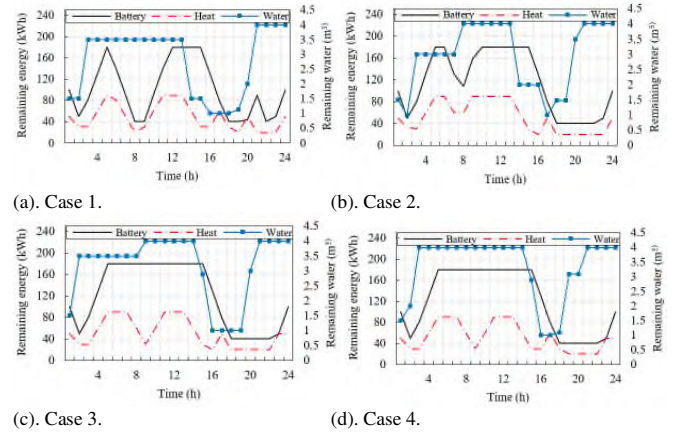 Battery Heat Water
Remaining energy (kWh)
240
200
160
120
80
40
0
Remaining water (m³)
4.5
4
3.5
3
2.5
2
1.5
1
0.5
0
4 8 12 16 20 24
Time (h)
(a). Case 1.
Battery Heat Water
Remaining energy (kWh)
240
200
160
120
80
40
0
Remaining water (m³)
4.5
4
3.5
3
2.5
2
1.5
1
0.5
0
4 8 12 16 20 24
Time (h)
(b). Case 2.
Battery Heat Water
Remaining energy (kWh)
240
200
160
120
80
40
0
Remaining water (m³)
4.5
4
3.5
3
2.5
2
1.5
1
0.5
0
4 8 12 16 20 24
Time (h)
(c). Case 3.
Battery Heat Water
Remaining energy (kWh)
240
200
160
120
80
40
0
Remaining water (m³)
4.5
4
3.5
3
2.5
2
1.5
1
0.5
0
4 8 12 16 20 24
Time (h)
(d). Case 4.